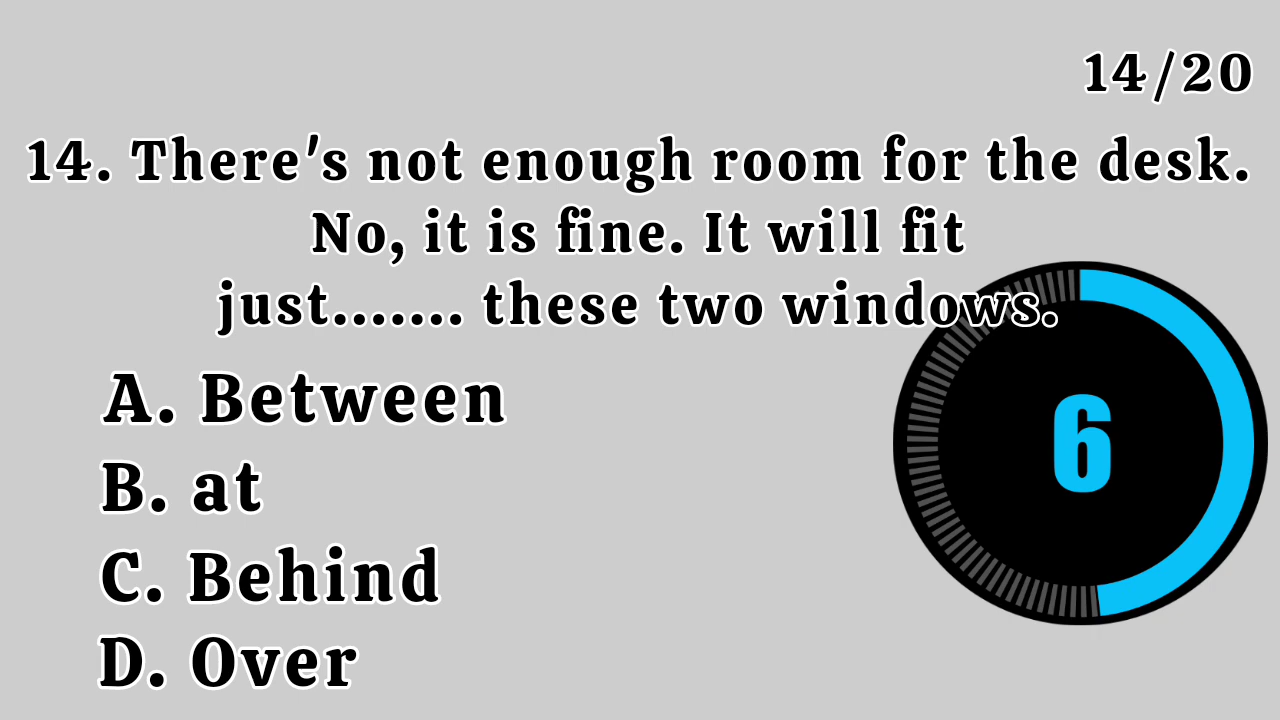 14/20
14. There's not enough room for the desk.
No, it is fine. It will fit
just....... these two windows.
A. Between
B. at
C. Behind
D. Over
6